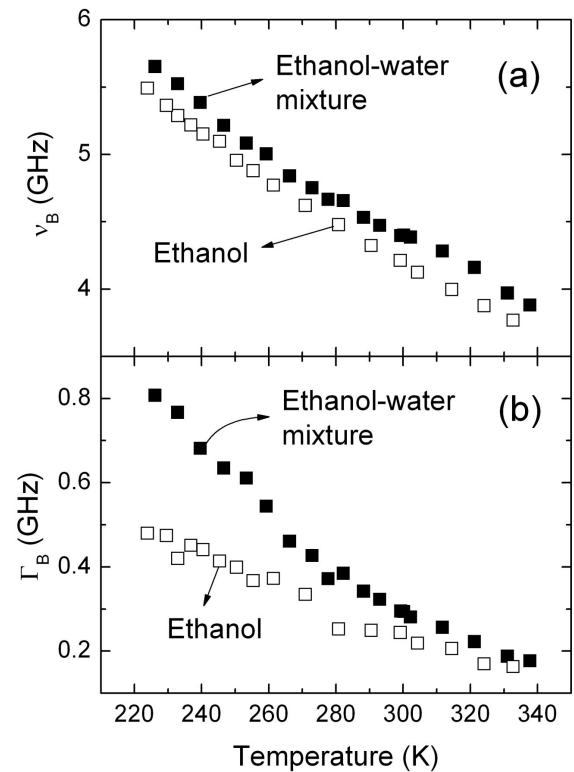 6
5
4
ν_B (GHz)
Ethanol-water
mixture
(a)
Ethanol
0.8
0.6
0.4
0.2
Γ_B (GHz)
Ethanol-water
mixture
(b)
Ethanol
220 240 260 280 300 320 340
Temperature (K)